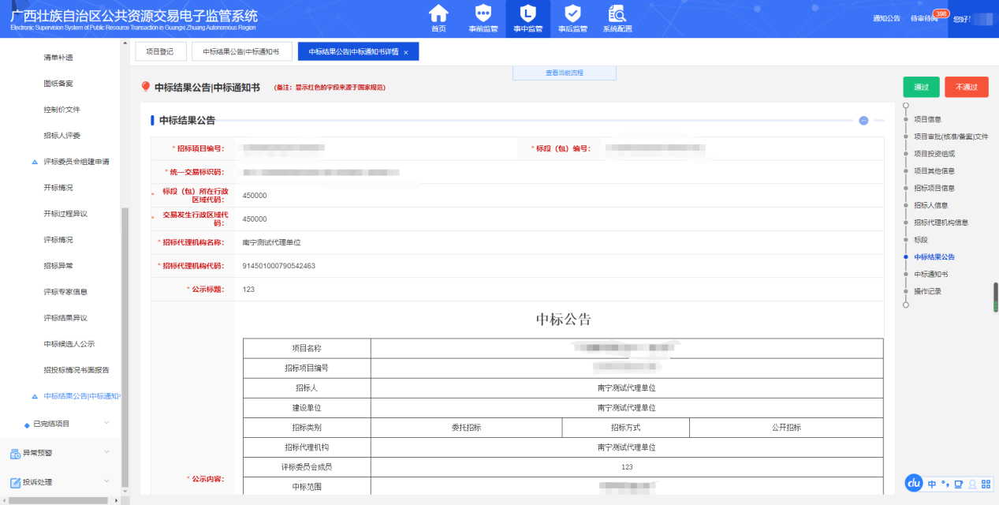 广西壮族自治区公共资源交易电子监管系统
Electronic Supervision System of Public Resource Transaction in Guangxi Zhuang Autonomous Region
首页
事前监管
事中监管
事后监管
系统配置
通知公告
待审待阅
398
您好!
清单补遗
图纸备案
控制价文件
招标人评委
评标委员会组建申请
开标情况
开标过程异议
评标情况
招标异常
评标专家信息
评标结果异议
中标候选人公示
招投标情况书面报告
中标结果公告|中标通知
已完结项目
异常预警
投诉处理
项目登记
中标结果公告|中标通知书
中标结果公告|中标通知书详情 ×
查看当前流程
中标结果公告|中标通知书
(备注：显示红色的字段来源于国家规范)
通过
不通过
中标结果公告
* 招标项目编号：
* 标段（包）编号：
* 统一交易标识码：
* 标段（包）所在行政
区域代码：
450000
* 交易发生行政区域代
码：
450000
* 招标代理机构名称：
南宁测试代理单位
* 招标代理机构代码：
914501000790542463
* 公示标题：
123
* 公示内容：
中标公告
项目名称
招标项目编号
招标人
南宁测试代理单位
建设单位
南宁测试代理单位
招标类别
委托招标
招标方式
公开招标
招标代理机构
南宁测试代理单位
评标委员会成员
123
中标范围
项目信息
项目审批(核准/备案)文件
项目投资组成
项目其他信息
招标项目信息
招标人信息
招标代理机构信息
标段
中标结果公告
中标通知书
操作记录
du
中